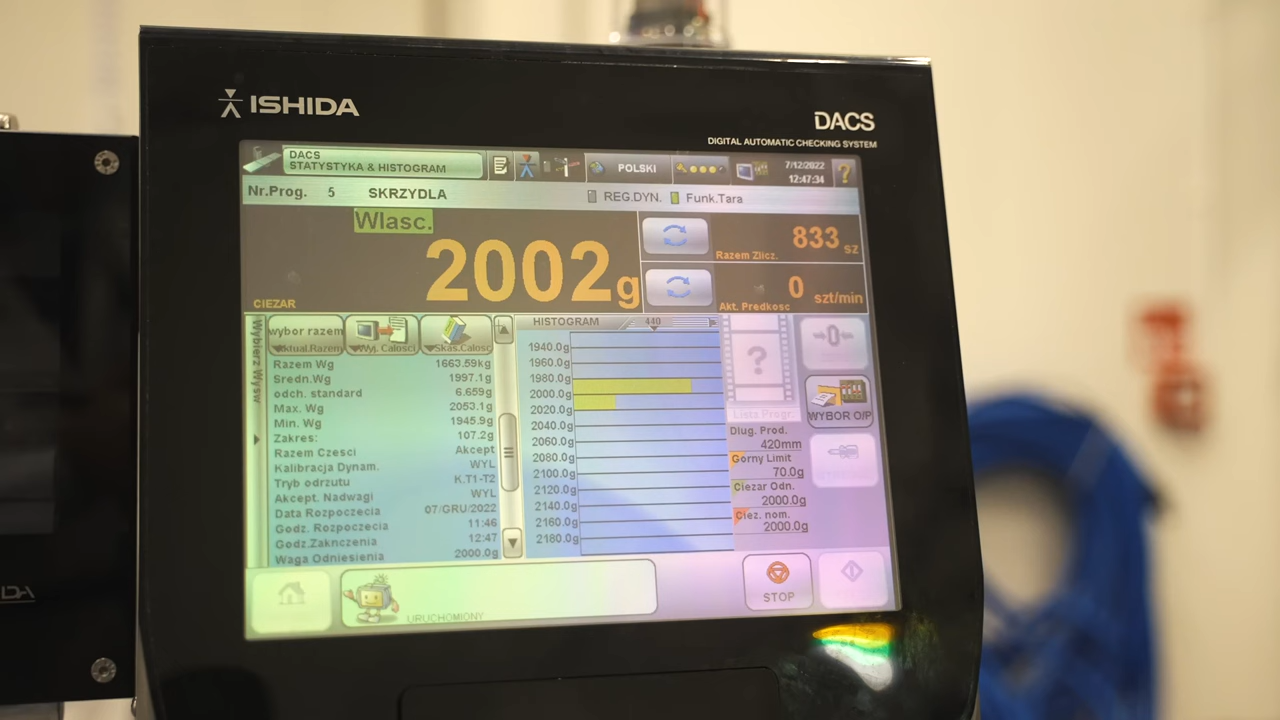 ISHIDA
DACS
DIGITAL AUTOMATIC CHECKING SYSTEM
DACS
STATYSTYKA & HISTOGRAM
POLSKI
7/12/2022
12:47:34
?
Nr.Prog. 5 SKRZYDLA
REG.DYN. Funk.Tara
Wlasc.
2002g
CIEZAR
833 sz
Razem Zlicz.
0 szt/min
Akt. Predkosc
Wybierz Wysw
wybor razem
Aktual.Razem
Wyj. Calosci
Skas.Calosc
Razem Wg 1663.59kg
Sredn.Wg 1997.1g
odch. standard 6.659g
Max. Wg 2053.1g
Min. Wg 1945.9g
Zakres: 107.2g
Razem Czesci Akcept
Kalibracja Dynam. WYL
Tryb odrzutu K.T1-T2
Akcept. Nadwagi WYL
Data Rozpoczecia 07/GRU/2022
Godz. Rozpoczecia 11:46
Godz.Zaknczenia 12:47
Waga Odniesienia 2000.0g
HISTOGRAM 440
1940.0g
1960.0g
1980.0g
2000.0g
2020.0g
2040.0g
2060.0g
2080.0g
2100.0g
2120.0g
2140.0g
2160.0g
2180.0g
?
Lista Progr.
Dlug. Prod.
420mm
Gorny Limit
70.0g
Ciezar Odn.
2000.0g
Ciez. nom.
2000.0g
0
WYBOR O/P
URUCHOMIONY
STOP
IDA